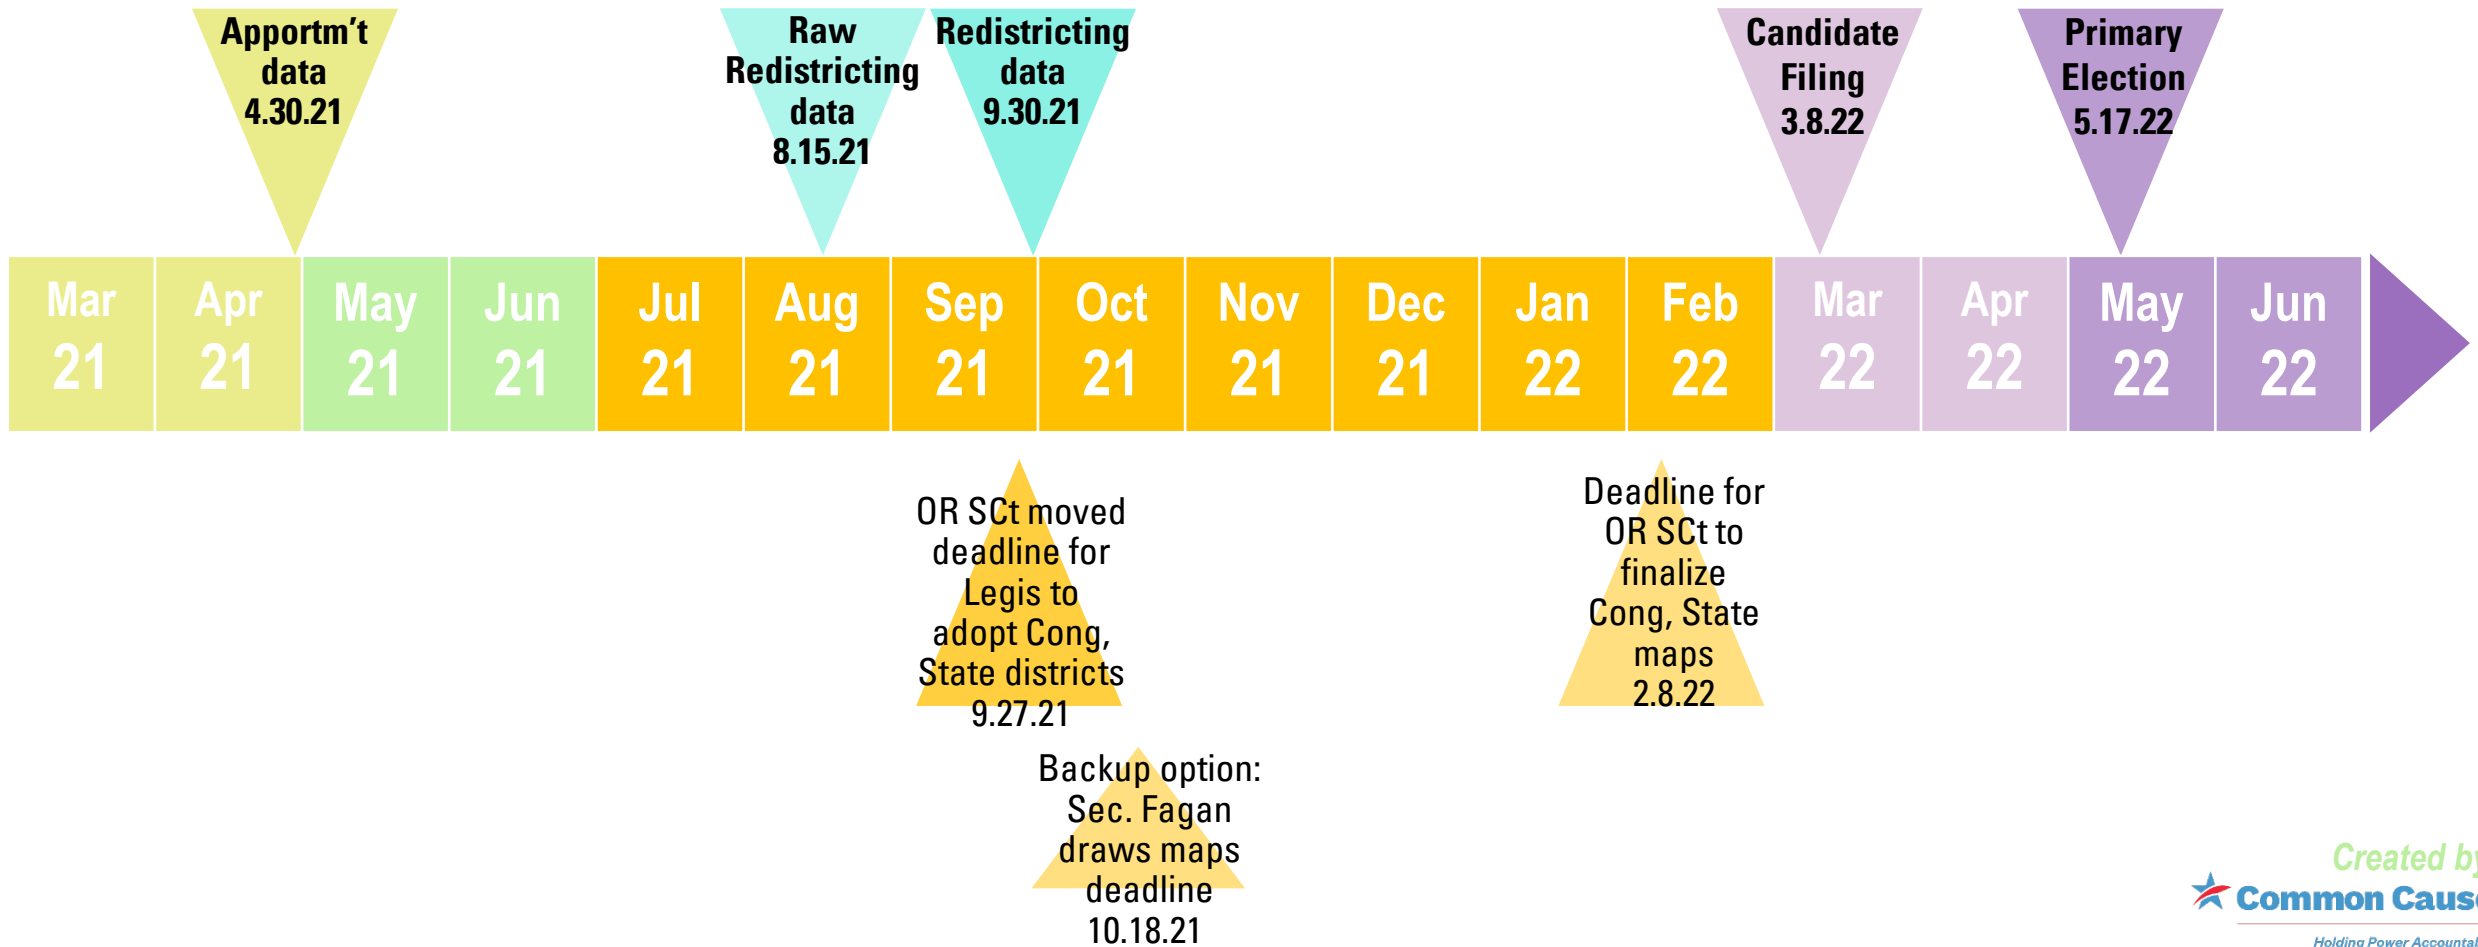 Apportm't
data
4.30.21
Raw
Redistricting
data
8.15.21
Redistricting
data
9.30.21
Candidate
Filing
3.8.22
Primary
Election
5.17.22
Mar
21
Apr
21
May
21
Jun
21
Jul
21
Aug
21
Sep
21
Oct
21
Nov
21
Dec
21
Jan
22
Feb
22
Mar
22
Apr
22
May
22
Jun
22
OR SCt moved
deadline for
Legis to
adopt Cong,
State districts
9.27.21
Deadline for
OR SCt to
finalize
Cong, State
maps
2.8.22
Backup option:
Sec. Fagan
draws maps
deadline
10.18.21
Created by
Common Cause
Holding Power